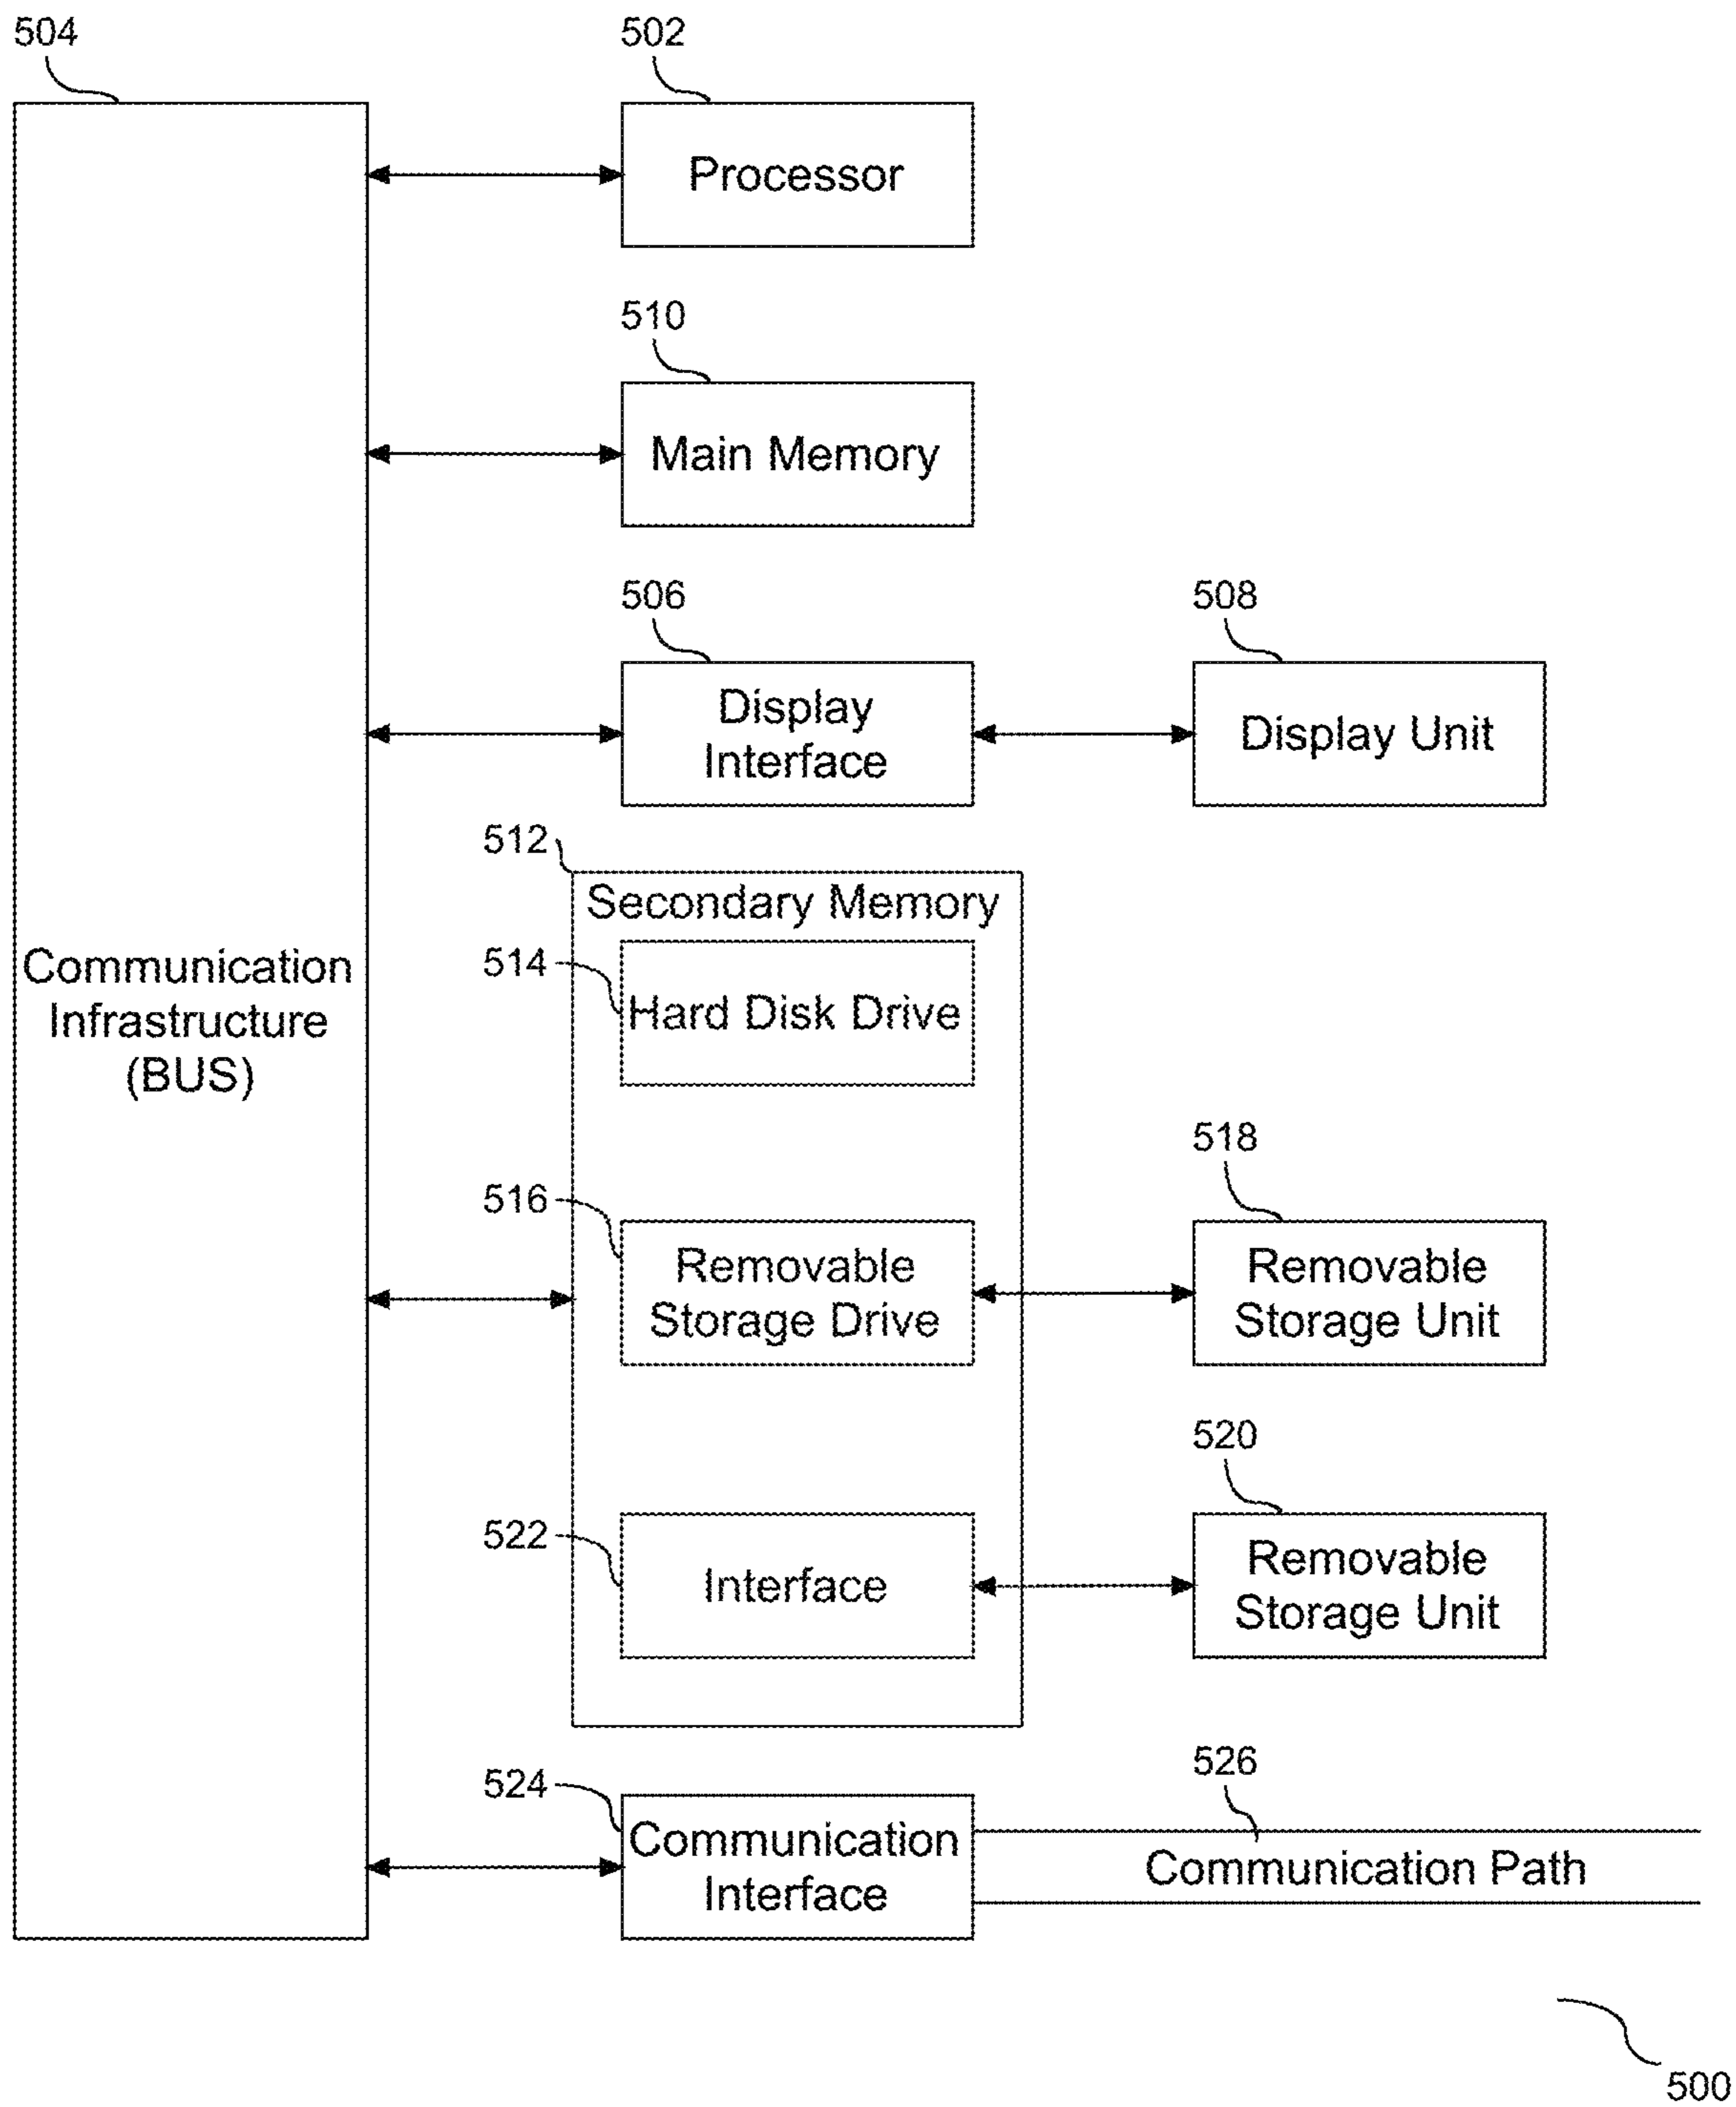 504
502
Processor
510
Main Memory
506
508
Display
Interface
Display Unit
512
Secondary Memory
514
Hard Disk Drive
Communication
Infrastructure
(BUS)
516
518
Removable
Storage Drive
Removable
Storage Unit
520
522
Interface
Removable
Storage Unit
524
526
Communication
Interface
Communication Path
500